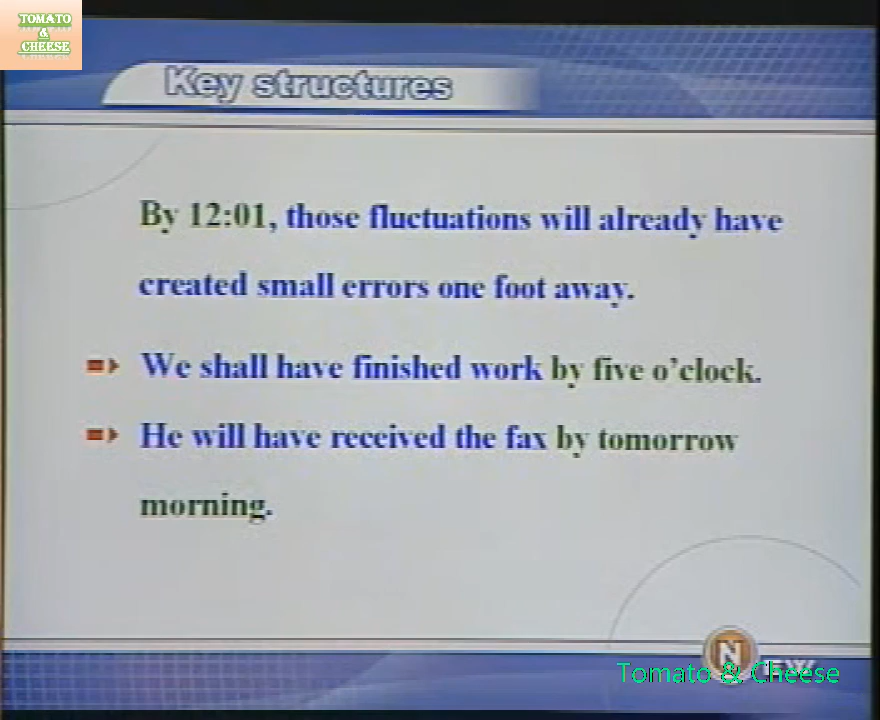 TOMATO
&
CHEESE
Key structures
By 12:01, those fluctuations will already have
created small errors one foot away.
We shall have finished work by five o'clock.
He will have received the fax by tomorrow
morning.
N
Tomato & Cheese